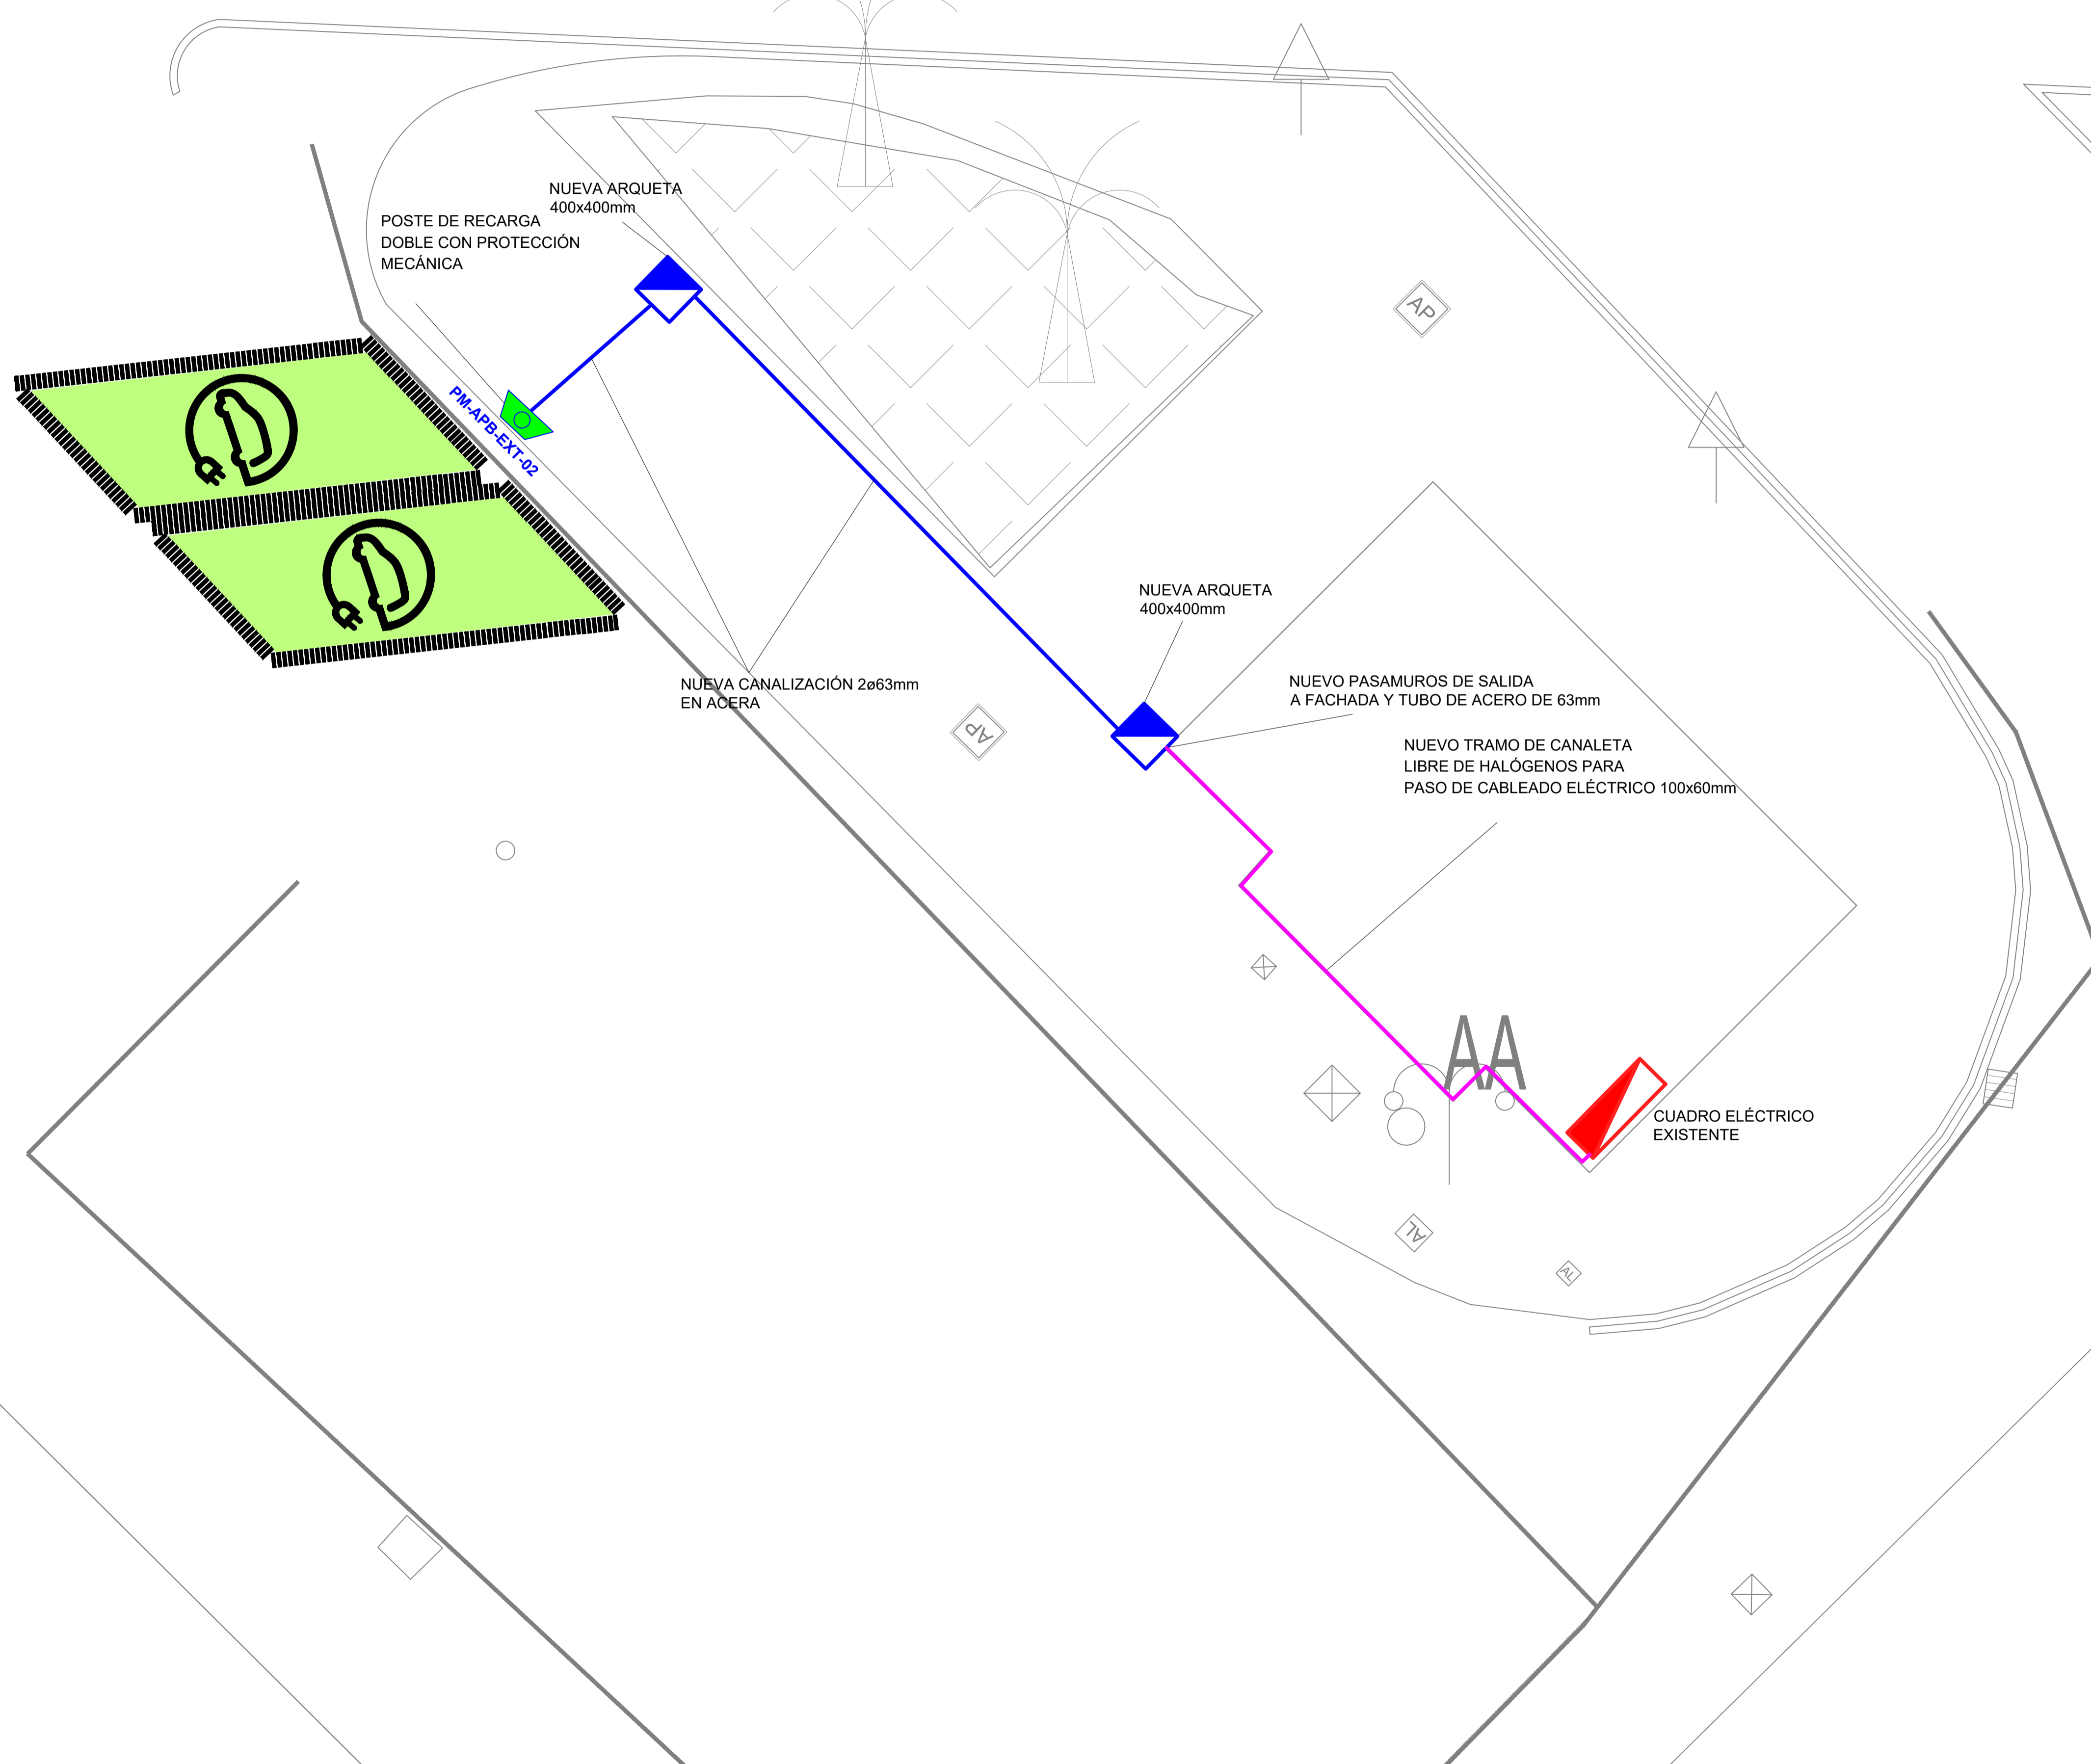 NUEVA ARQUETA
400x400mm
POSTE DE RECARGA
DOBLE CON PROTECCIÓN
MECÁNICA
AP
PM-APB-EXT-02
NUEVA ARQUETA
400x400mm
NUEVA CANALIZACIÓN 2ø63mm
EN ACERA
NUEVO PASAMUROS DE SALIDA
A FACHADA Y TUBO DE ACERO DE 63mm
AP
NUEVO TRAMO DE CANALETA
LIBRE DE HALÓGENOS PARA
PASO DE CABLEADO ELÉCTRICO 100x60mm
AA
CUADRO ELÉCTRICO
EXISTENTE
AL
AL